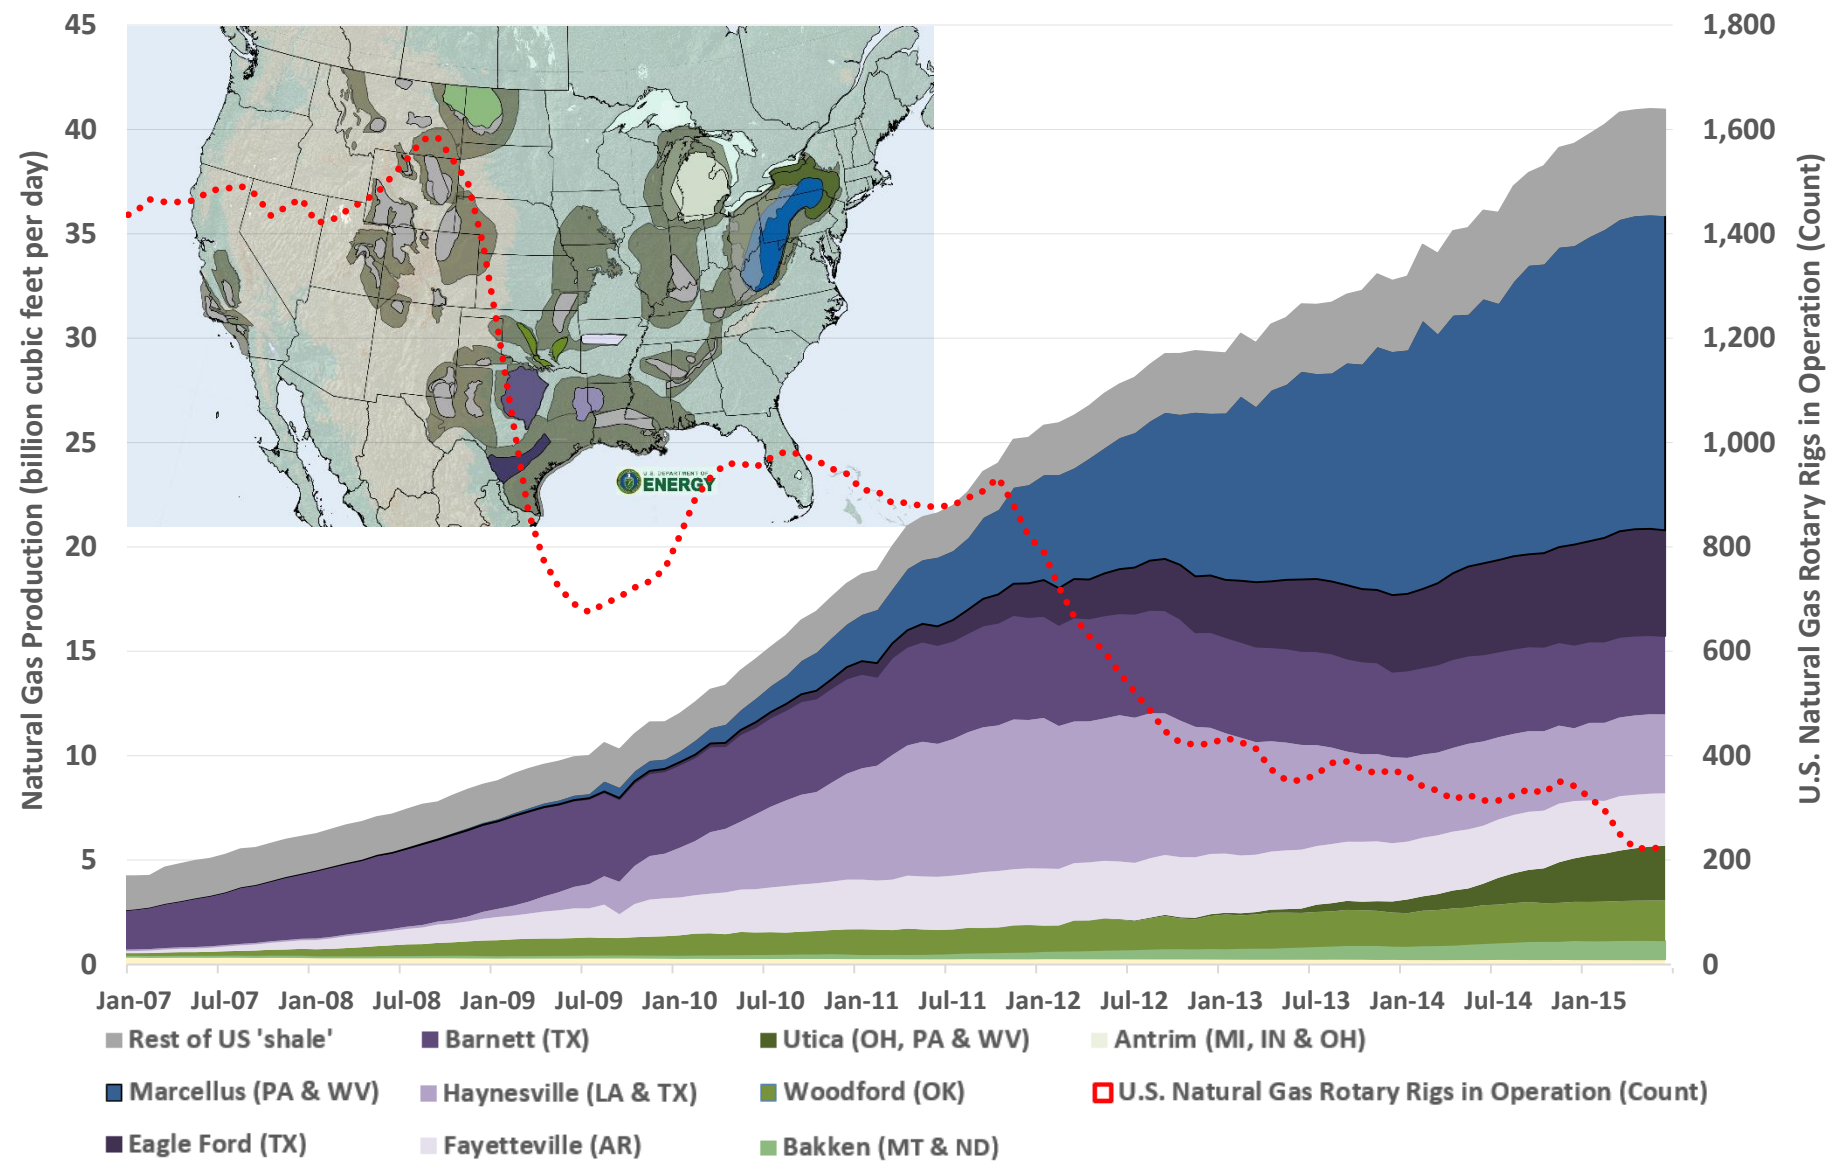 45
40
35
30
25
20
15
10
5
0
Natural Gas Production (billion cubic feet per day)
1,800
1,600
1,400
1,200
1,000
800
600
400
200
0
U.S. Natural Gas Rotary Rigs in Operation (Count)
U.S. DEPARTMENT OF
ENERGY
Jan-07 Jul-07 Jan-08 Jul-08 Jan-09 Jul-09 Jan-10 Jul-10 Jan-11 Jul-11 Jan-12 Jul-12 Jan-13 Jul-13 Jan-14 Jul-14 Jan-15
Rest of US 'shale' Barnett (TX) Utica (OH, PA & WV) Antrim (MI, IN & OH)
Marcellus (PA & WV) Haynesville (LA & TX) Woodford (OK) U.S. Natural Gas Rotary Rigs in Operation (Count)
Eagle Ford (TX) Fayetteville (AR) Bakken (MT & ND)